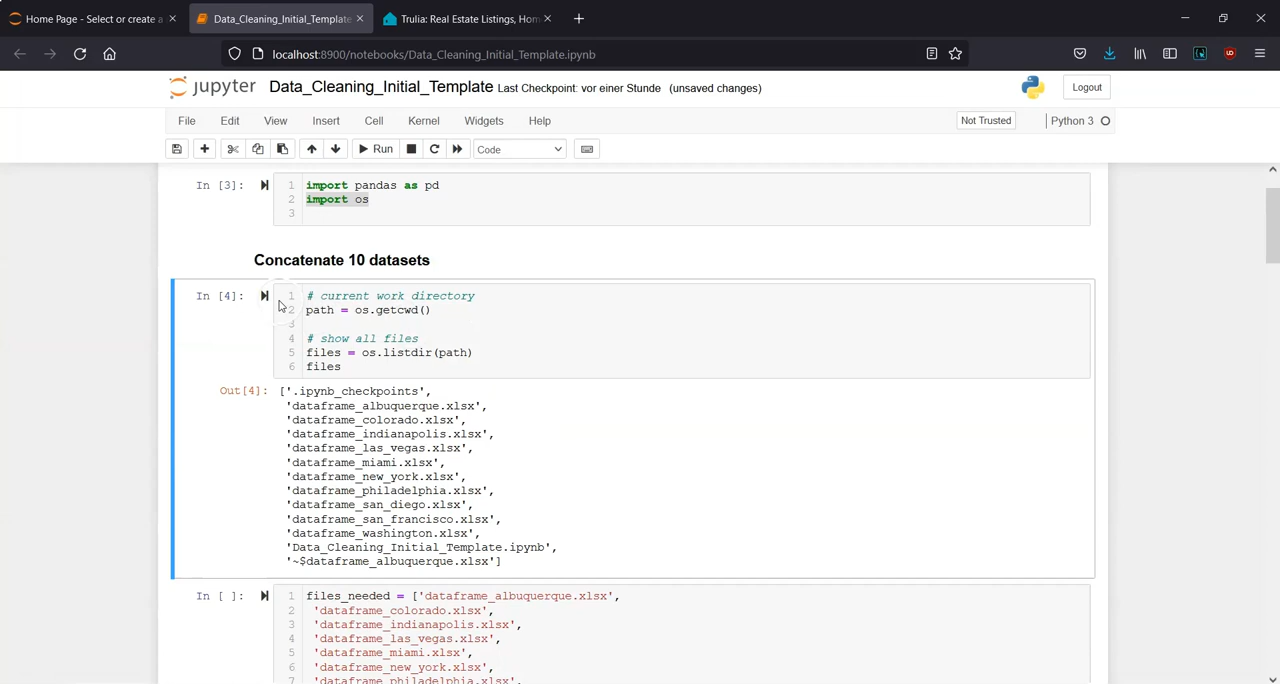 Home Page - Select or create a
Data_Cleaning_Initial_Template
Trulia: Real Estate Listings, Hom
localhost:8900/notebooks/Data_Cleaning_Initial_Template.ipynb
jupyter Data_Cleaning_Initial_Template Last Checkpoint: vor einer Stunde (unsaved changes)
Logout
File Edit View Insert Cell Kernel Widgets Help
Not Trusted
Python 3
Run
Code
In [3]:
1 import pandas as pd
2 import os
3
Concatenate 10 datasets
In [4]:
1 # current work directory
2 path = os.getcwd()
3
4 # show all files
5 files = os.listdir(path)
6 files
Out[4]: ['.ipynb_checkpoints',
'dataframe_albuquerque.xlsx',
'dataframe_colorado.xlsx',
'dataframe_indianapolis.xlsx',
'dataframe_las_vegas.xlsx',
'dataframe_miami.xlsx',
'dataframe_new_york.xlsx',
'dataframe_philadelphia.xlsx',
'dataframe_san_diego.xlsx',
'dataframe_san_francisco.xlsx',
'dataframe_washington.xlsx',
'Data_Cleaning_Initial_Template.ipynb',
'~$dataframe_albuquerque.xlsx']
In [ ]:
1 files_needed = ['dataframe_albuquerque.xlsx',
2 'dataframe_colorado.xlsx',
3 'dataframe_indianapolis.xlsx',
4 'dataframe_las_vegas.xlsx',
5 'dataframe_miami.xlsx',
6 'dataframe_new_york.xlsx',
7 'dataframe_philadelphia.xlsx',